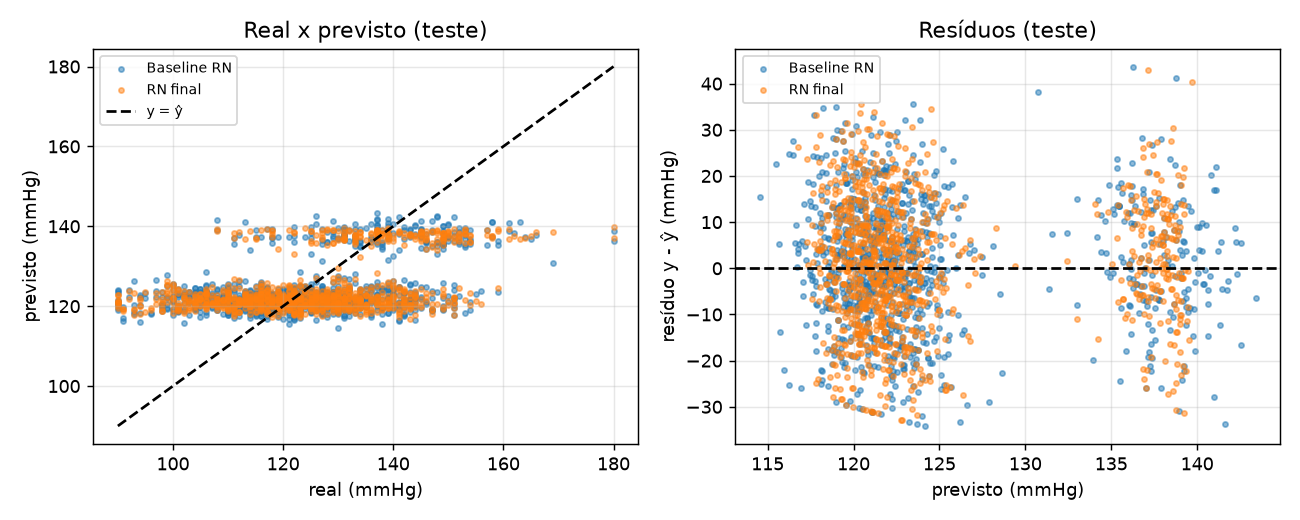 Real x previsto (teste)
Baseline RN
RN final
y = ŷ
180
160
140
120
100
previsto (mmHg)
100
120
140
160
180
real (mmHg)
Resíduos (teste)
Baseline RN
RN final
40
30
20
10
0
−10
−20
−30
resíduo y - ŷ (mmHg)
115
120
125
130
135
140
previsto (mmHg)